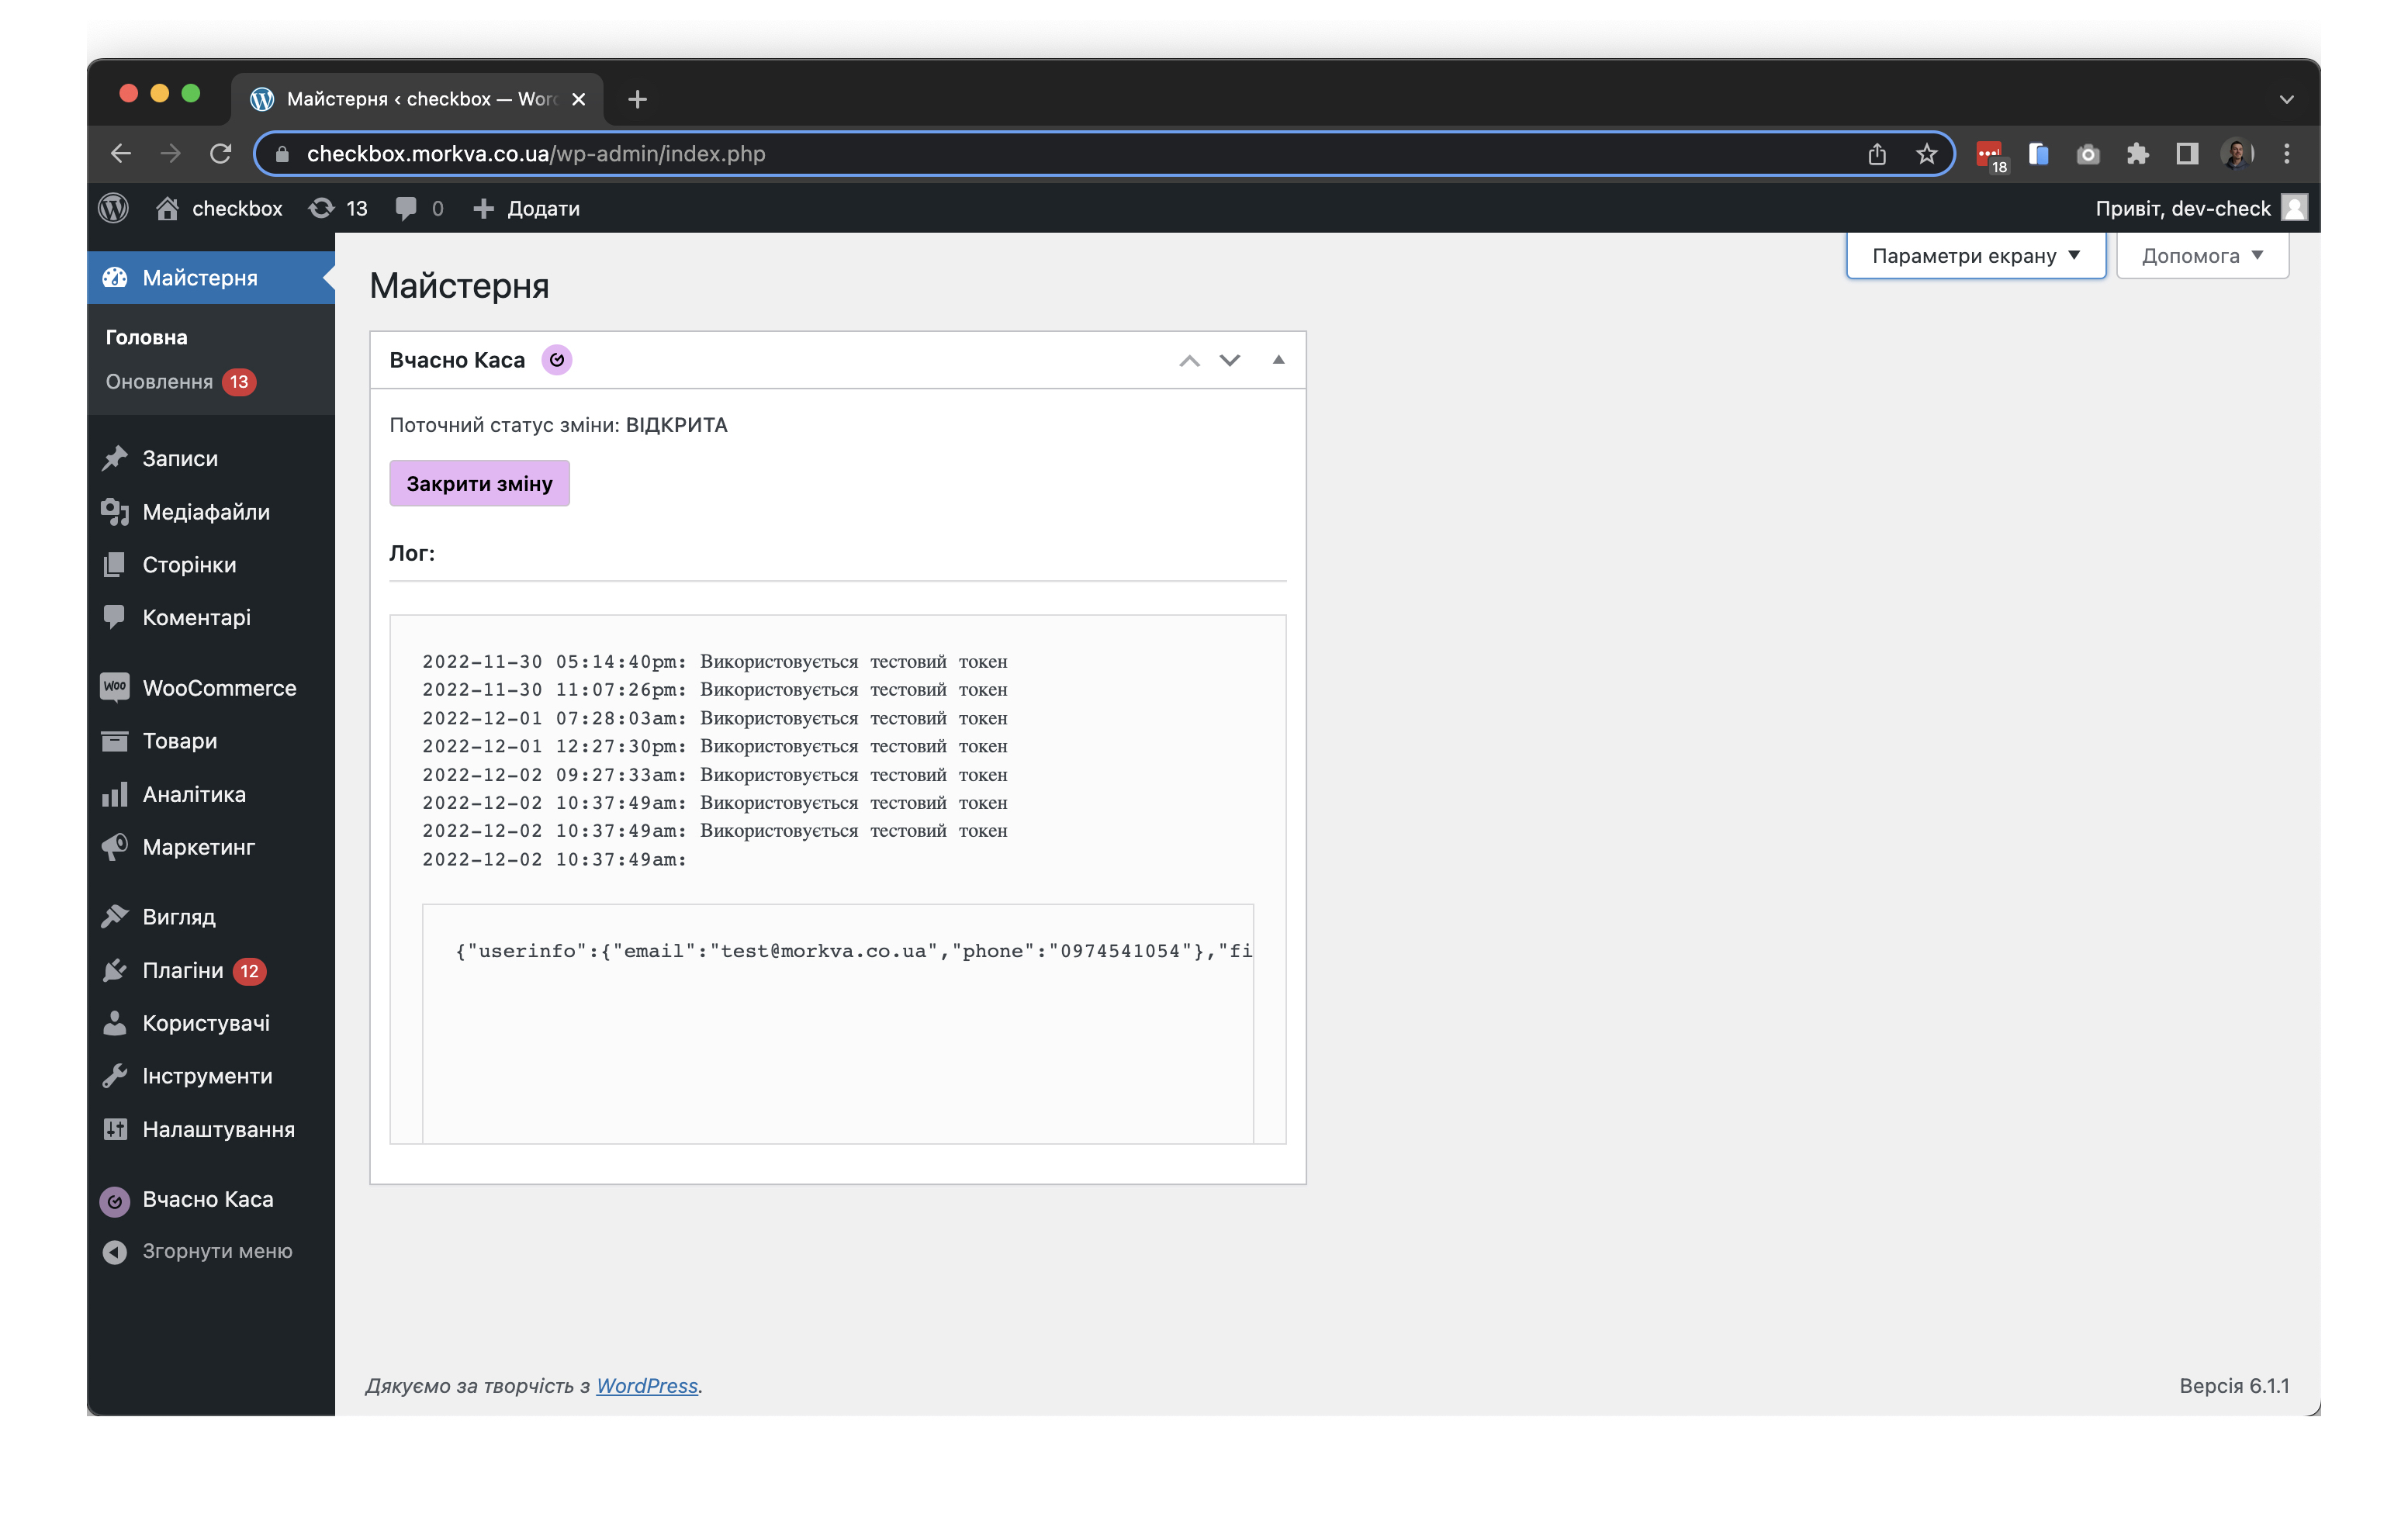 Майстерня ‹ checkbox — Wor
checkbox.morkva.co.ua/wp-admin/index.php
18
checkbox 13 0 Додати
Привіт, dev-check
Параметри екрану Допомога
Майстерня
Головна
Оновлення 13
Записи
Медіафайли
Сторінки
Коментарі
Woo WooCommerce
Товари
Аналітика
Маркетинг
Вигляд
Плагіни 12
Користувачі
Інструменти
Налаштування
Вчасно Каса
Згорнути меню
Майстерня
Вчасно Каса
Поточний статус зміни: ВІДКРИТА
Закрити зміну
Лог:
2022-11-30 05:14:40pm: Використовується тестовий токен
2022-11-30 11:07:26pm: Використовується тестовий токен
2022-12-01 07:28:03am: Використовується тестовий токен
2022-12-01 12:27:30pm: Використовується тестовий токен
2022-12-02 09:27:33am: Використовується тестовий токен
2022-12-02 10:37:49am: Використовується тестовий токен
2022-12-02 10:37:49am: Використовується тестовий токен
2022-12-02 10:37:49am:
{"userinfo":{"email":"test@morkva.co.ua","phone":"0974541054"},"fi
Дякуємо за творчість з WordPress.
Версія 6.1.1